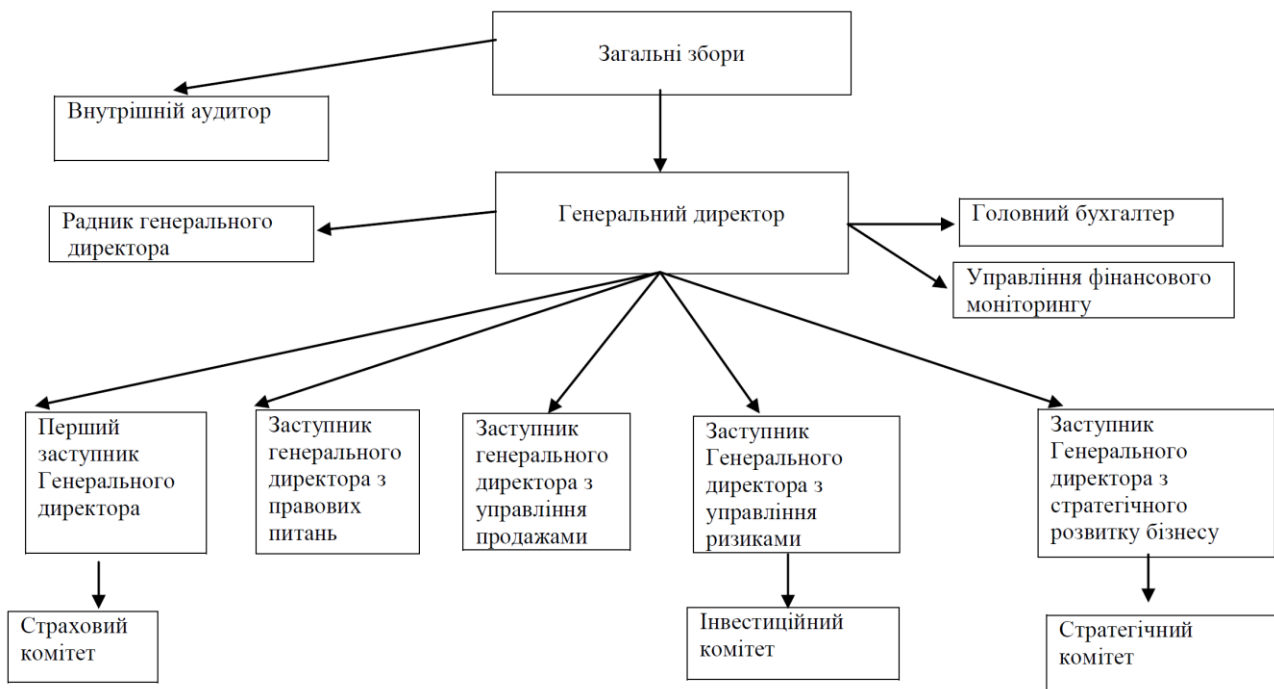 Загальні збори
Внутрішній аудитор
Генеральний директор
Радник генерального
директора
Головний бухгалтер
Управління фінансового
моніторингу
Перший
заступник
Генерального
директора
Заступник
генерального
директора з
правових
питань
Заступник
генерального
директора з
управління
продажами
Заступник
Генерального
директора з
управління
ризиками
Заступник
Генерального
директора з
стратегічного
розвитку бізнесу
Страховий
комітет
Інвестиційний
комітет
Стратегічний
комітет